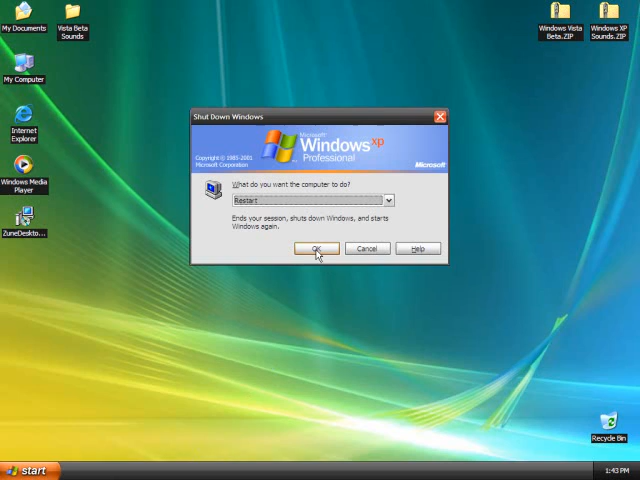 My Documents
Vista Beta
Sounds
Windows Vista
Beta.ZIP
Windows XP
Sounds.ZIP
My Computer
Internet
Explorer
Windows Media
Player
ZuneDeskto...
Shut Down Windows
Microsoft
Windows xp
Professional
Copyright © 1985-2001
Microsoft Corporation
Microsoft
What do you want the computer to do?
Restart
Ends your session, shuts down Windows, and starts
Windows again.
OK
Cancel
Help
Recycle Bin
start
1:43 PM